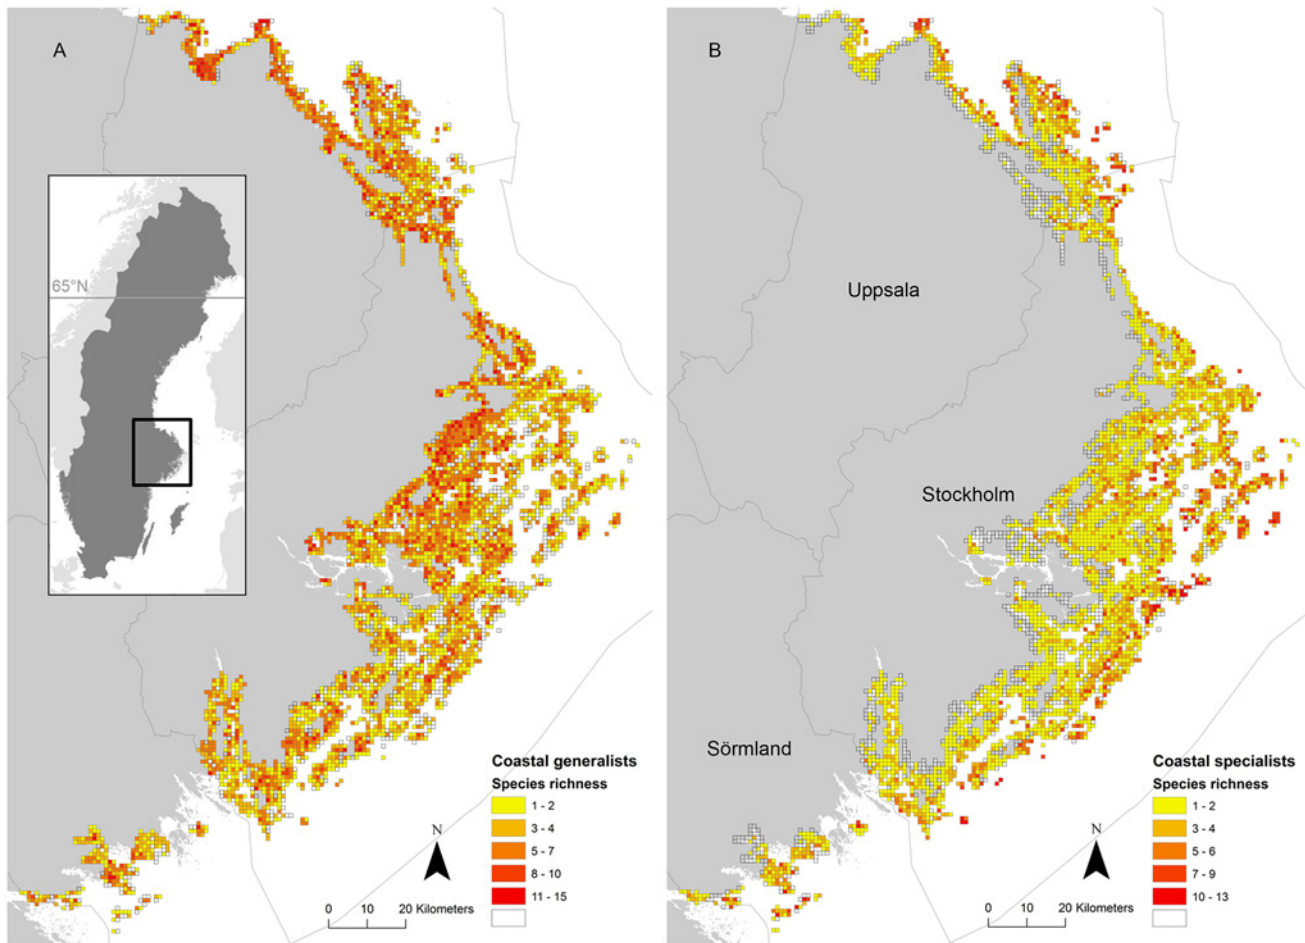 A
65°N
Coastal generalists
Species richness
1 - 2
3 - 4
5 - 7
8 - 10
11 - 15
N
0 10 20 Kilometers
B
Uppsala
Stockholm
Sörmland
Coastal specialists
Species richness
1 - 2
3 - 4
5 - 6
7 - 9
10 - 13
N
0 10 20 Kilometers